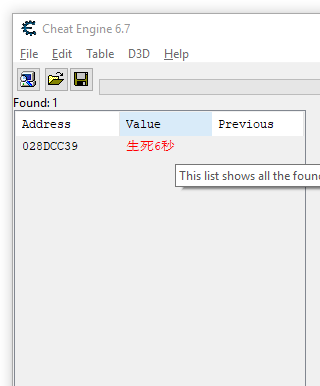 Cheat Engine 6.7
File Edit Table D3D Help
Found: 1
Address Value Previous
028DCC39 生死6秒
This list shows all the foun